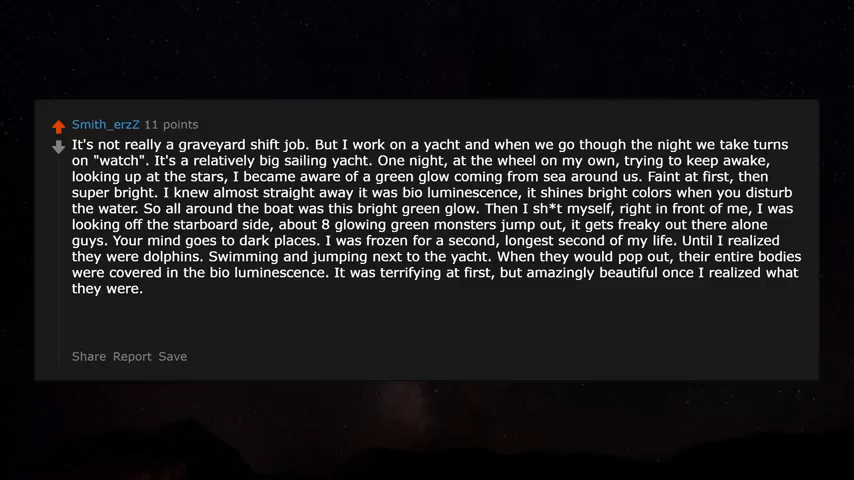 Smith_erzZ 11 points
It's not really a graveyard shift job. But I work on a yacht and when we go though the night we take turns
on "watch". It's a relatively big sailing yacht. One night, at the wheel on my own, trying to keep awake,
looking up at the stars, I became aware of a green glow coming from sea around us. Faint at first, then
super bright. I knew almost straight away it was bio luminescence, it shines bright colors when you disturb
the water. So all around the boat was this bright green glow. Then I sh*t myself, right in front of me, I was
looking off the starboard side, about 8 glowing green monsters jump out, it gets freaky out there alone
guys. Your mind goes to dark places. I was frozen for a second, longest second of my life. Until I realized
they were dolphins. Swimming and jumping next to the yacht. When they would pop out, their entire bodies
were covered in the bio luminescence. It was terrifying at first, but amazingly beautiful once I realized what
they were.
Share Report Save